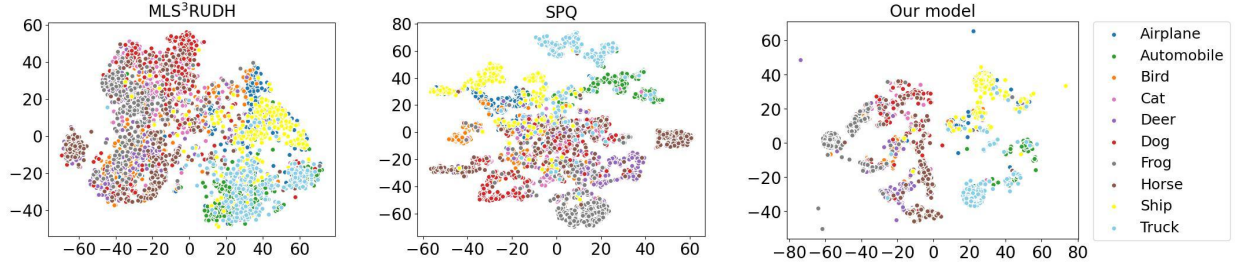 MLS³RUDH
60
40
20
0
−20
−40
−60 −40 −20 0 20 40 60 80
SPQ
80
60
40
20
0
−20
−40
−60
−60 −40 −20 0 20 40 60
Our model
60
40
20
0
−20
−40
−80 −60 −40 −20 0 20 40 60 80
Airplane
Automobile
Bird
Cat
Deer
Dog
Frog
Horse
Ship
Truck